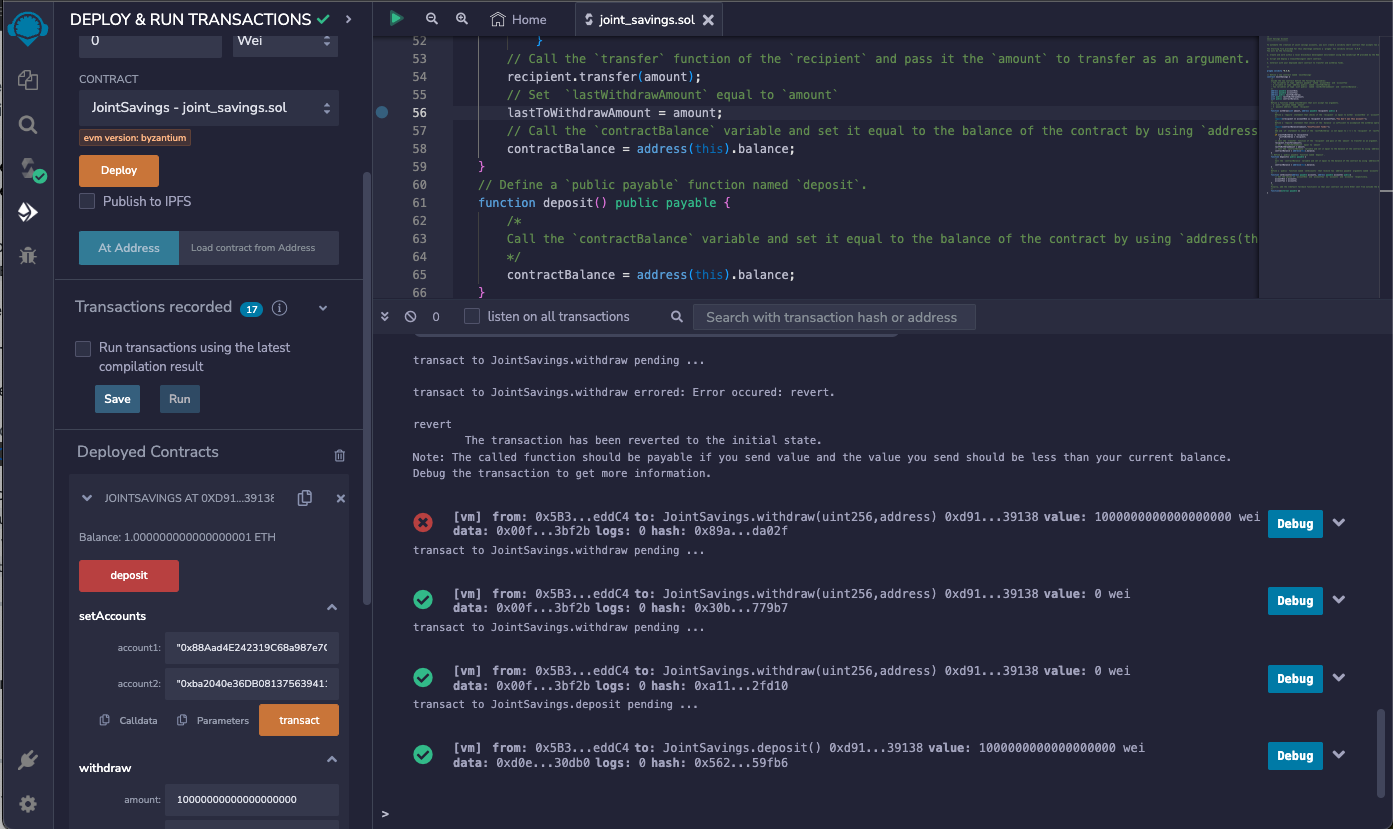 DEPLOY & RUN TRANSACTIONS
0
Wei
CONTRACT
JointSavings - joint_savings.sol
evm version: byzantium
Deploy
Publish to IPFS
At Address
Load contract from Address
Transactions recorded 17
Run transactions using the latest
compilation result
Save
Run
Deployed Contracts
JOINTSAVINGS AT 0XD91...39138
Balance: 1.000000000000000001 ETH
deposit
setAccounts
account1: "0x88Aad4E242319C68a987e7C
account2: "0xba2040e36DB08137563941:
Calldata
Parameters
transact
withdraw
amount: 10000000000000000000
Home
joint_savings.sol
52 }
53 // Call the `transfer` function of the `recipient` and pass it the `amount` to transfer as an argument.
54 recipient.transfer(amount);
55 // Set  `lastWithdrawAmount` equal to `amount`
56 lastToWithdrawAmount = amount;
57 // Call the `contractBalance` variable and set it equal to the balance of the contract by using `address
58 contractBalance = address(this).balance;
59 }
60 // Define a `public payable` function named `deposit`.
61 function deposit() public payable {
62 /*
63 Call the `contractBalance` variable and set it equal to the balance of the contract by using `address(th
64 */
65 contractBalance = address(this).balance;
66 }
0
listen on all transactions
Search with transaction hash or address
transact to JointSavings.withdraw pending ...
transact to JointSavings.withdraw errored: Error occured: revert.
revert
The transaction has been reverted to the initial state.
Note: The called function should be payable if you send value and the value you send should be less than your current balance.
Debug the transaction to get more information.
[vm] from: 0x5B3...eddC4 to: JointSavings.withdraw(uint256,address) 0xd91...39138 value: 1000000000000000000 wei
data: 0x00f...3bf2b logs: 0 hash: 0x89a...da02f
Debug
transact to JointSavings.withdraw pending ...
[vm] from: 0x5B3...eddC4 to: JointSavings.withdraw(uint256,address) 0xd91...39138 value: 0 wei
data: 0x00f...3bf2b logs: 0 hash: 0x30b...779b7
Debug
transact to JointSavings.withdraw pending ...
[vm] from: 0x5B3...eddC4 to: JointSavings.withdraw(uint256,address) 0xd91...39138 value: 0 wei
data: 0x00f...3bf2b logs: 0 hash: 0xa11...2fd10
Debug
transact to JointSavings.deposit pending ...
[vm] from: 0x5B3...eddC4 to: JointSavings.deposit() 0xd91...39138 value: 1000000000000000000 wei
data: 0xd0e...30db0 logs: 0 hash: 0x562...59fb6
Debug
>